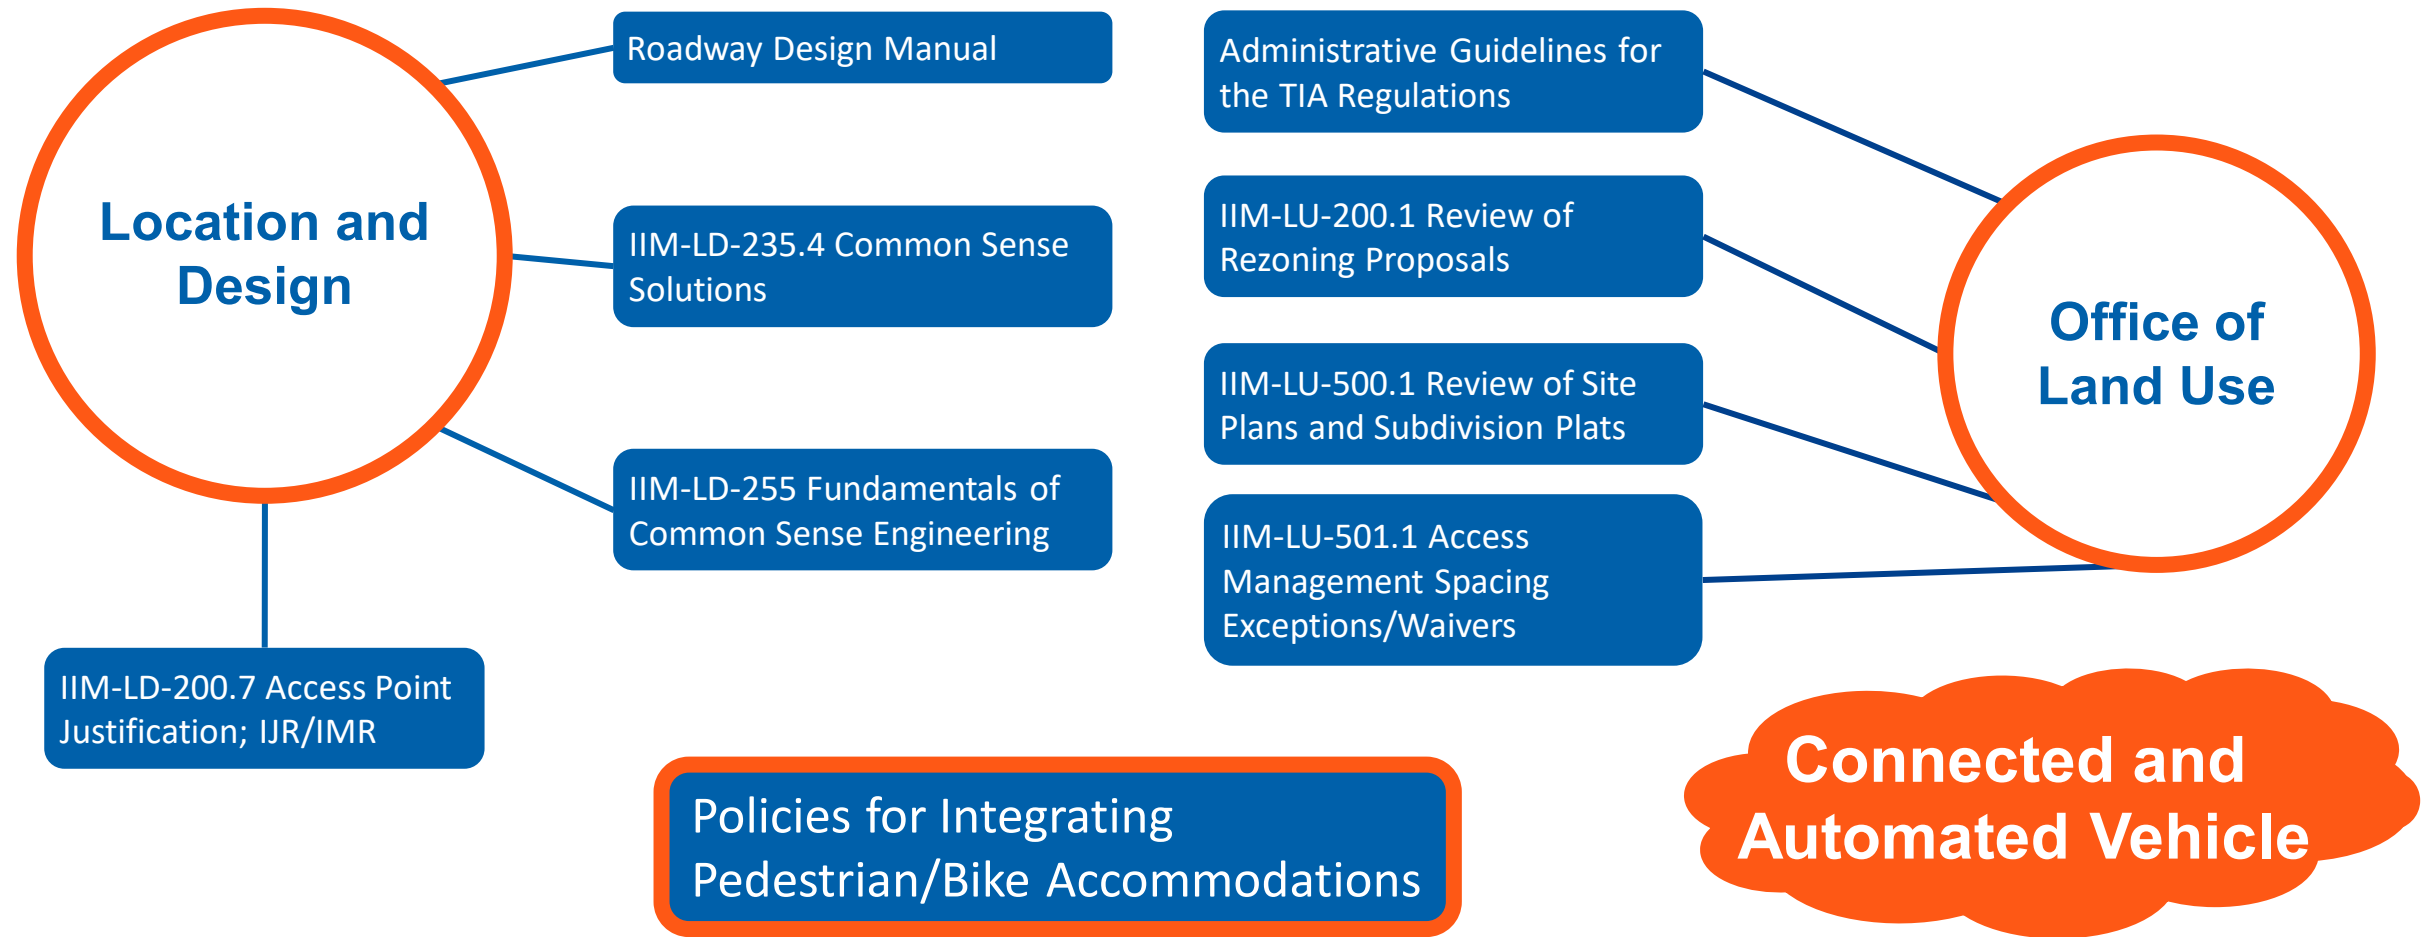 Location and
Design
Roadway Design Manual
IIM-LD-235.4 Common Sense
Solutions
IIM-LD-255 Fundamentals of
Common Sense Engineering
IIM-LD-200.7 Access Point
Justification; IJR/IMR
Administrative Guidelines for
the TIA Regulations
IIM-LU-200.1 Review of
Rezoning Proposals
IIM-LU-500.1 Review of Site
Plans and Subdivision Plats
IIM-LU-501.1 Access
Management Spacing
Exceptions/Waivers
Office of
Land Use
Policies for Integrating
Pedestrian/Bike Accommodations
Connected and
Automated Vehicle